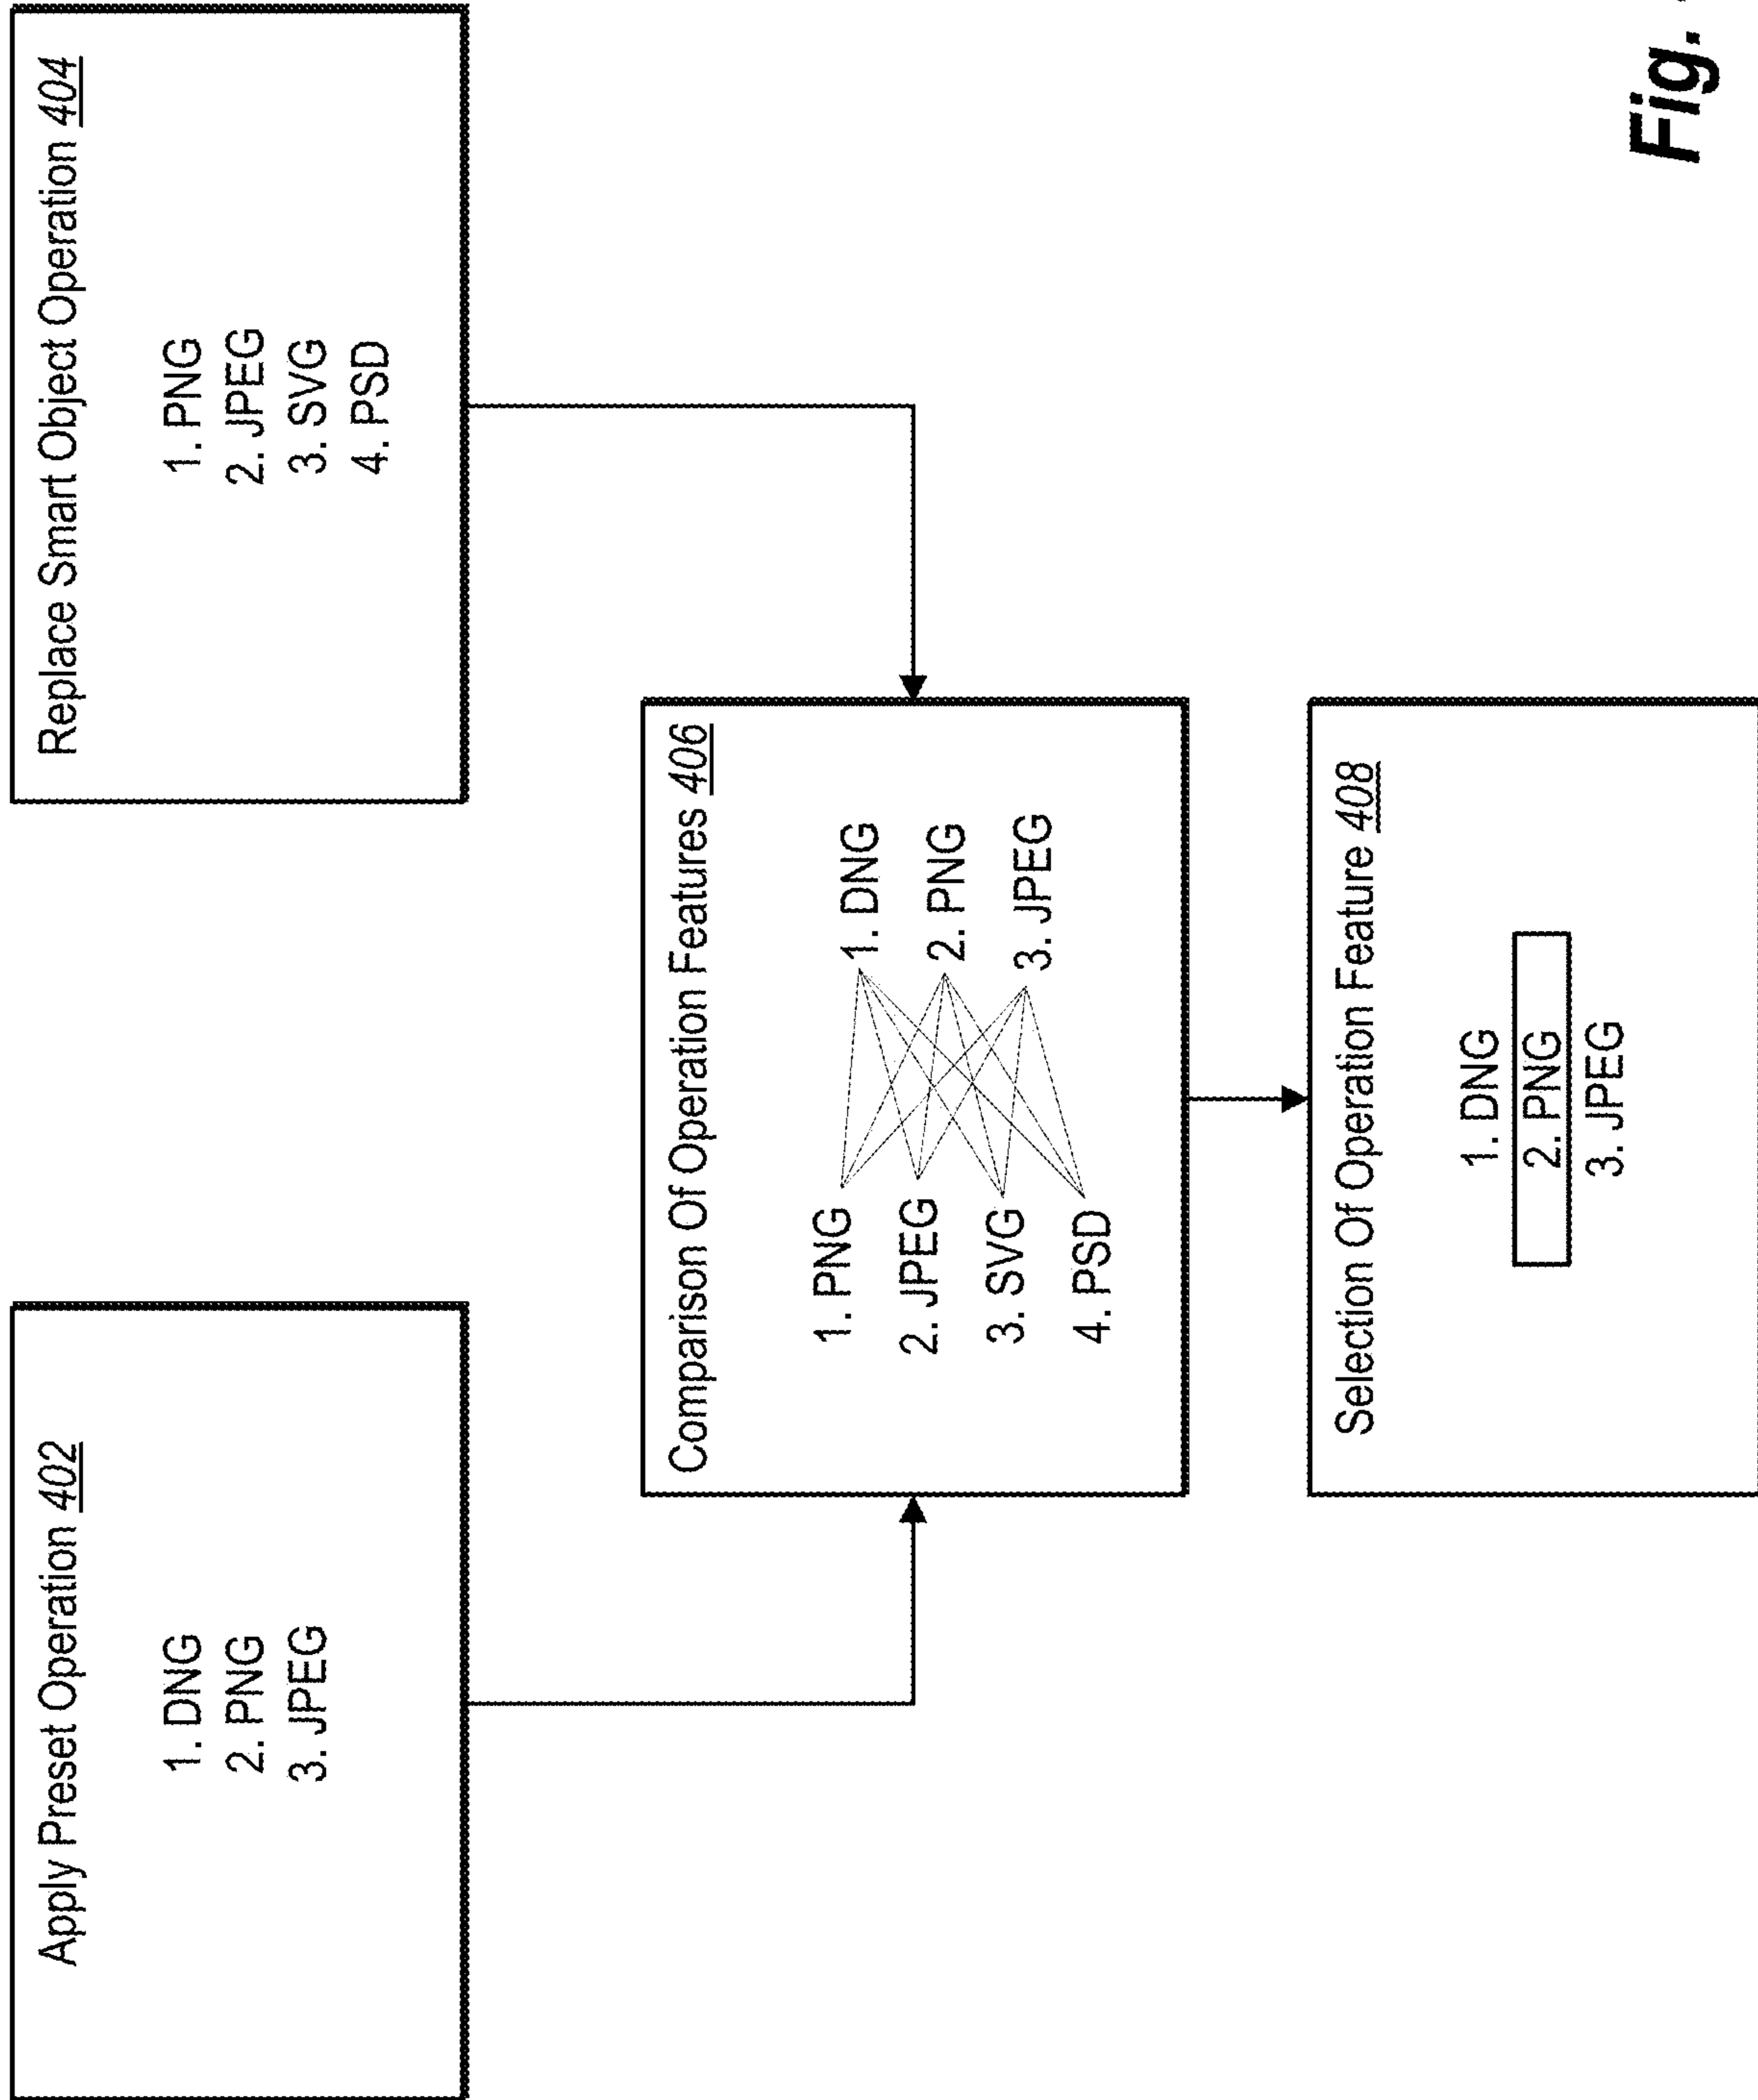 Apply Preset Operation 402
1. DNG
2. PNG
3. JPEG
Replace Smart Object Operation 404
1. PNG
2. JPEG
3. SVG
4. PSD
Comparison Of Operation Features 406
1. PNG
2. JPEG
3. SVG
4. PSD
1. DNG
2. PNG
3. JPEG
Selection Of Operation Feature 408
1. DNG
2. PNG
3. JPEG
Fig.